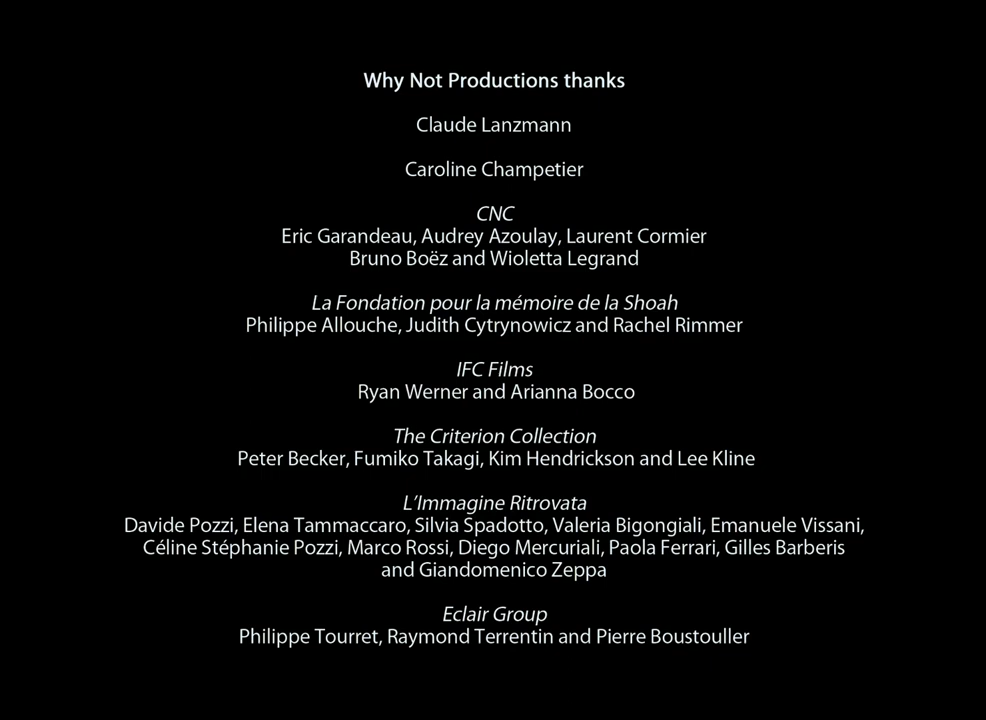 Why Not Productions thanks
Claude Lanzmann
Caroline Champetier
CNC
Eric Garandeau, Audrey Azoulay, Laurent Cormier
Bruno Boëz and Wioletta Legrand
La Fondation pour la mémoire de la Shoah
Philippe Allouche, Judith Cytrynowicz and Rachel Rimmer
IFC Films
Ryan Werner and Arianna Bocco
The Criterion Collection
Peter Becker, Fumiko Takagi, Kim Hendrickson and Lee Kline
L’Immagine Ritrovata
Davide Pozzi, Elena Tammaccaro, Silvia Spadotto, Valeria Bigongiali, Emanuele Vissani,
Céline Stéphanie Pozzi, Marco Rossi, Diego Mercuriali, Paola Ferrari, Gilles Barberis
and Giandomenico Zeppa
Eclair Group
Philippe Tourret, Raymond Terrentin and Pierre Boustouller